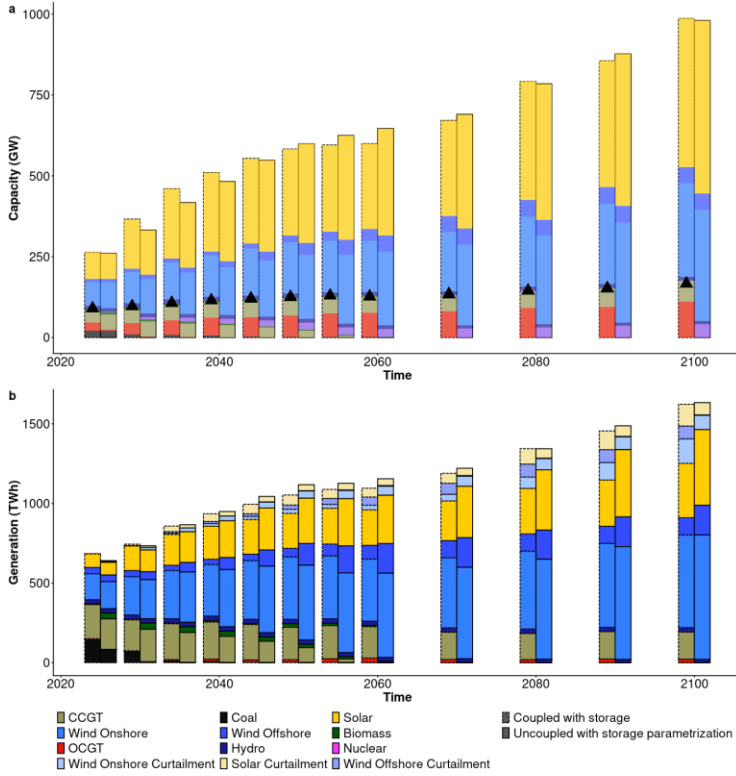 a
1000
750
500
250
0
Capacity (GW)
2020 2040 2060 2080 2100
Time
b
1500
1000
500
0
Generation (TWh)
2020 2040 2060 2080 2100
Time
CCGT Coal Solar Coupled with storage
Wind Onshore Wind Offshore Biomass Uncoupled with storage parametrization
OCGT Hydro Nuclear
Wind Onshore Curtailment Solar Curtailment Wind Offshore Curtailment